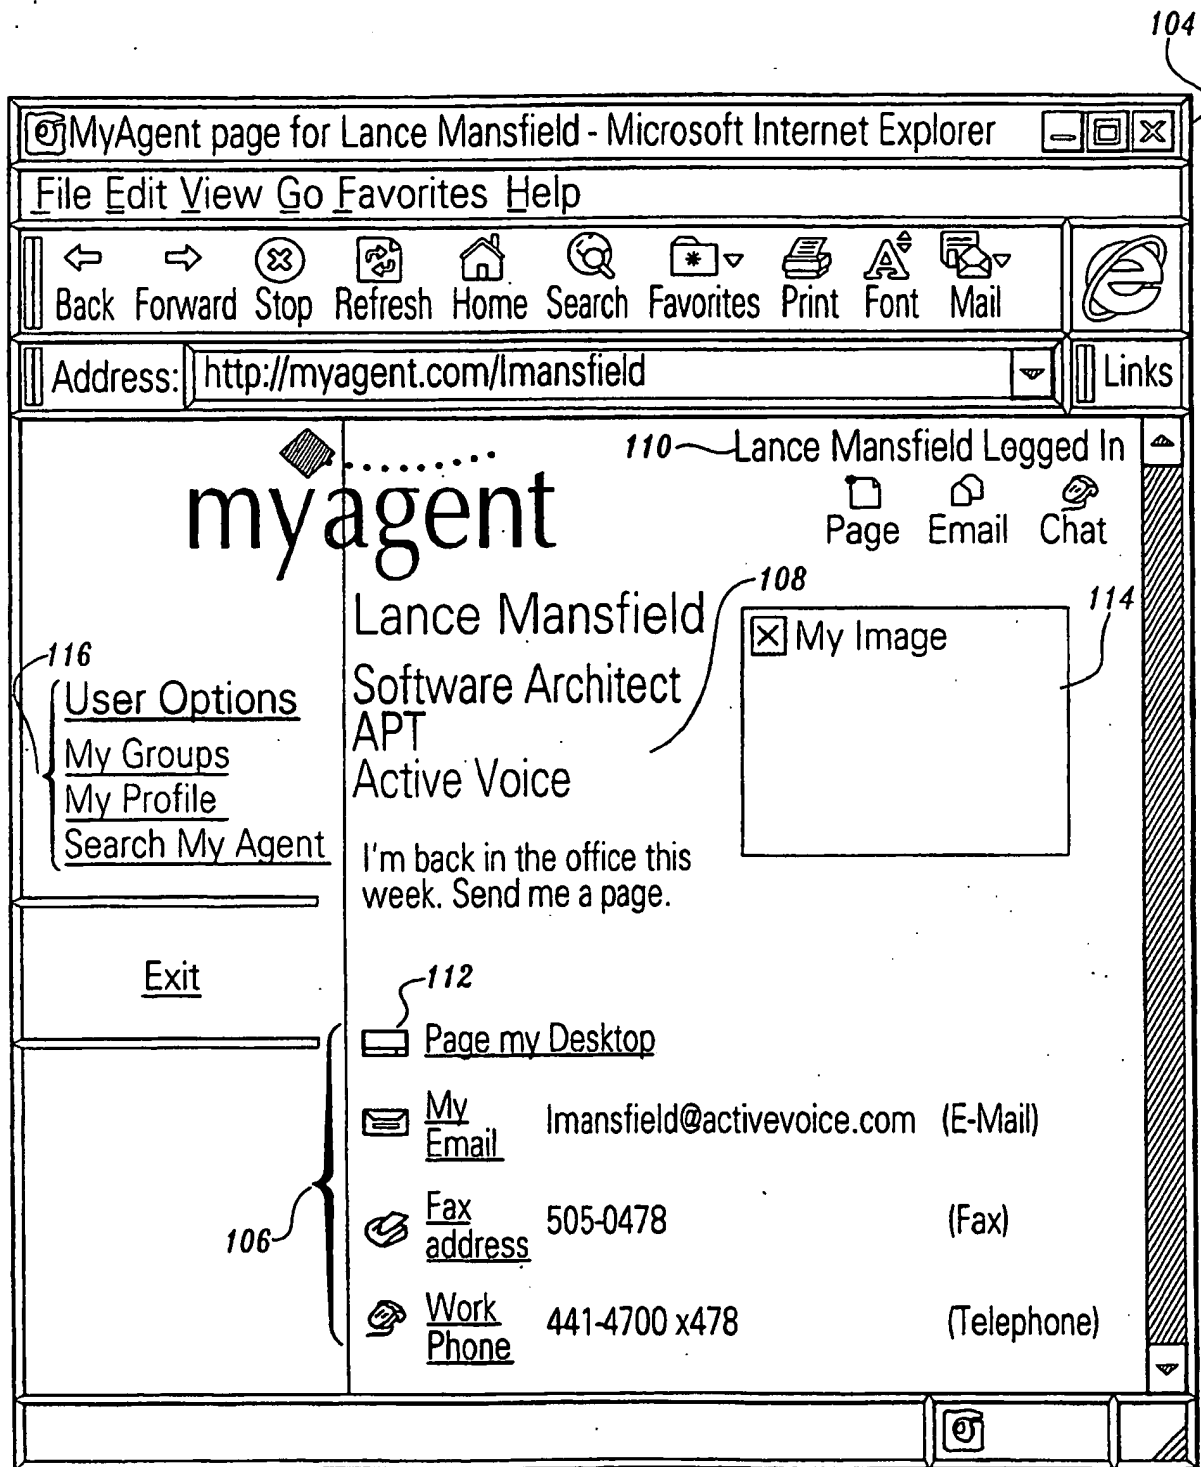 104
MyAgent page for Lance Mansfield - Microsoft Internet Explorer
File Edit View Go Favorites Help
Back Forward Stop Refresh Home Search Favorites Print Font Mail
Address: http://myagent.com/lmansfield Links
110 Lance Mansfield Logged In
myagent
Page Email Chat
108
114
Lance Mansfield
My Image
116
User Options
My Groups
My Profile
Search My Agent
Software Architect
APT
Active Voice
I'm back in the office this
week. Send me a page.
Exit
112
Page my Desktop
My
Email lmansfield@activevoice.com (E-Mail)
106
Fax
address 505-0478 (Fax)
Work
Phone 441-4700 x478 (Telephone)